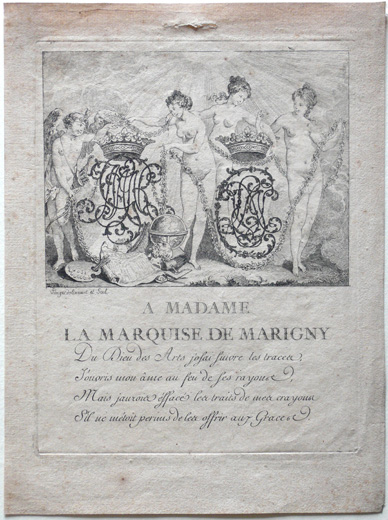 A MADAME
LA MARQUISE DE MARIGNY
Du Dieu des Arts j'osai suivre les traces,
J'ouvris mon âme au feu de ses rayons,
Mais j'aurois effacé les traits de mes crayons
S'il ne m'étoit permis de les offrir aux Graces